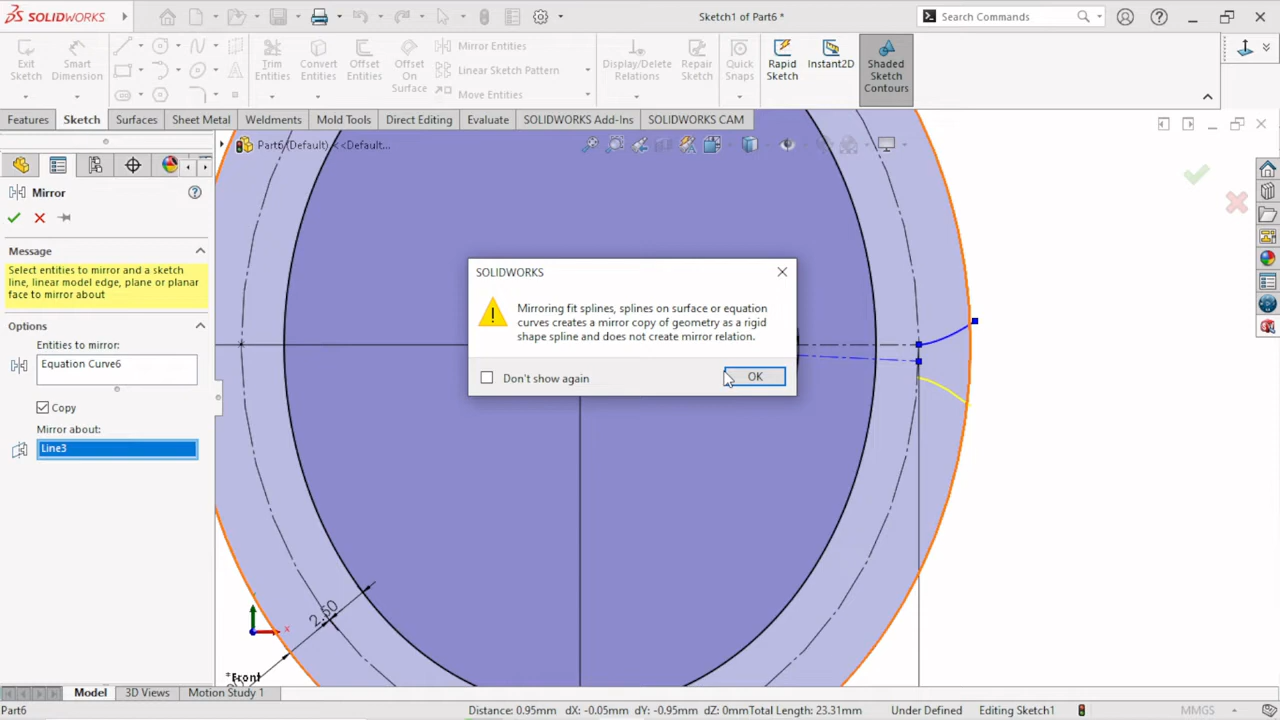 SOLIDWORKS
Sketch1 of Part6 *
Search Commands
Exit Sketch
Smart Dimension
Trim Entities
Convert Entities
Offset Entities
Offset On Surface
Mirror Entities
Linear Sketch Pattern
Move Entities
Display/Delete Relations
Repair Sketch
Quick Snaps
Rapid Sketch
Instant2D
Shaded Sketch Contours
Features
Sketch
Surfaces
Sheet Metal
Weldments
Mold Tools
Direct Editing
Evaluate
SOLIDWORKS Add-Ins
SOLIDWORKS CAM
Part6 (Default) < <Default...
Mirror
Message
Select entities to mirror and a sketch
line, linear model edge, plane or planar
face to mirror about
Options
Entities to mirror:
Equation Curve6
Copy
Mirror about:
Line3
SOLIDWORKS
Mirroring fit splines, splines on surface or equation
curves creates a mirror copy of geometry as a rigid
shape spline and does not create mirror relation.
Don't show again
OK
2.50
x
*Front
Model
3D Views
Motion Study 1
Part6
Distance: 0.95mm dX: -0.05mm dY: -0.95mm dZ: 0mmTotal Length: 23.31mm
Under Defined
Editing Sketch1
MMGS